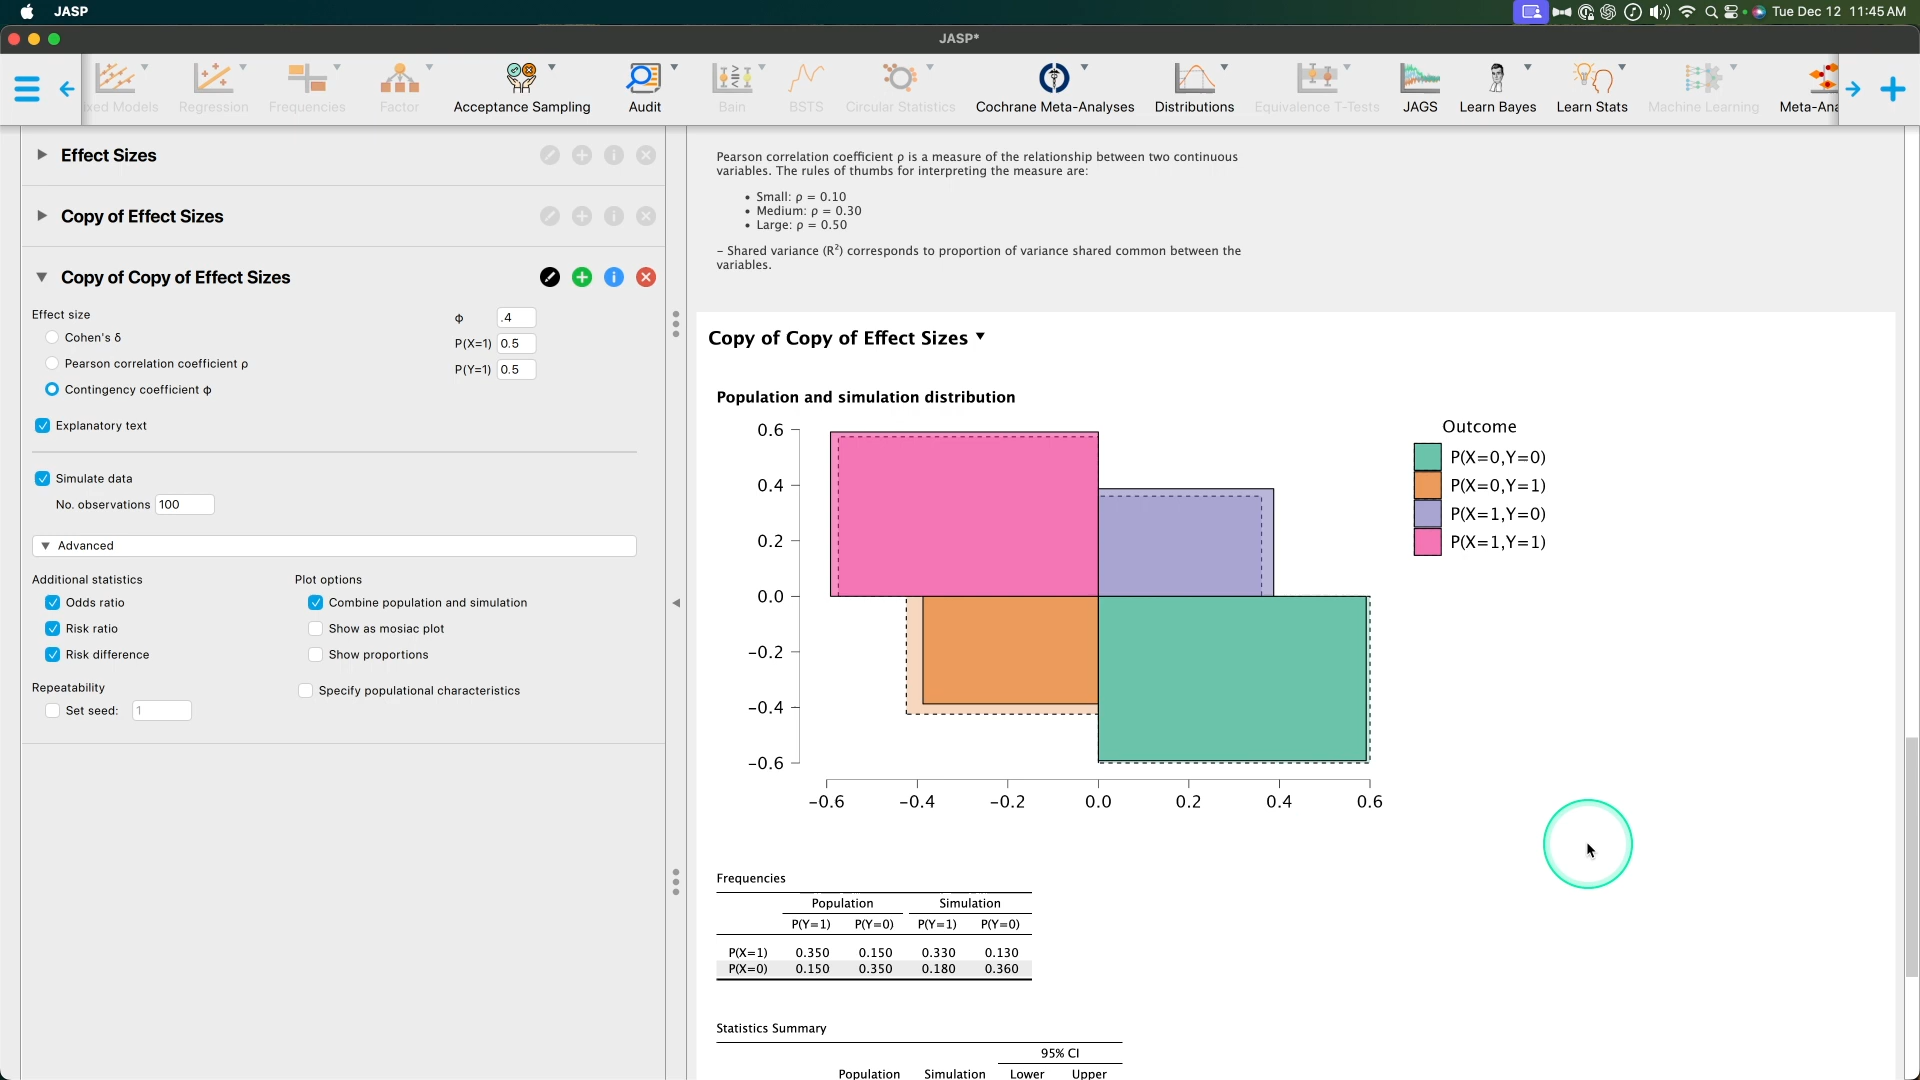 JASP
Tue Dec 12 11:45 AM
JASP*
xed Models
Regression
Frequencies
Factor
Acceptance Sampling
Audit
Bain
BSTS
Circular Statistics
Cochrane Meta-Analyses
Distributions
Equivalence T-Tests
JAGS
Learn Bayes
Learn Stats
Machine Learning
Meta-Ana
Effect Sizes
Copy of Effect Sizes
Copy of Copy of Effect Sizes
Effect size
Cohen's δ
Pearson correlation coefficient ρ
Contingency coefficient ϕ
ϕ .4
P(X=1) 0.5
P(Y=1) 0.5
Explanatory text
Simulate data
No. observations 100
Advanced
Additional statistics
Odds ratio
Risk ratio
Risk difference
Repeatability
Set seed: 1
Plot options
Combine population and simulation
Show as mosiac plot
Show proportions
Specify populational characteristics
Pearson correlation coefficient ρ is a measure of the relationship between two continuous
variables. The rules of thumbs for interpreting the measure are:
• Small: ρ = 0.10
• Medium: ρ = 0.30
• Large: ρ = 0.50
– Shared variance (R²) corresponds to proportion of variance shared common between the
variables.
Copy of Copy of Effect Sizes
Population and simulation distribution
0.6
0.4
0.2
0.0
−0.2
−0.4
−0.6
−0.6 −0.4 −0.2 0.0 0.2 0.4 0.6
Outcome
P(X=0,Y=0)
P(X=0,Y=1)
P(X=1,Y=0)
P(X=1,Y=1)
Frequencies
Population Simulation
P(Y=1) P(Y=0) P(Y=1) P(Y=0)
P(X=1) 0.350 0.150 0.330 0.130
P(X=0) 0.150 0.350 0.180 0.360
Statistics Summary
95% CI
Population Simulation Lower Upper